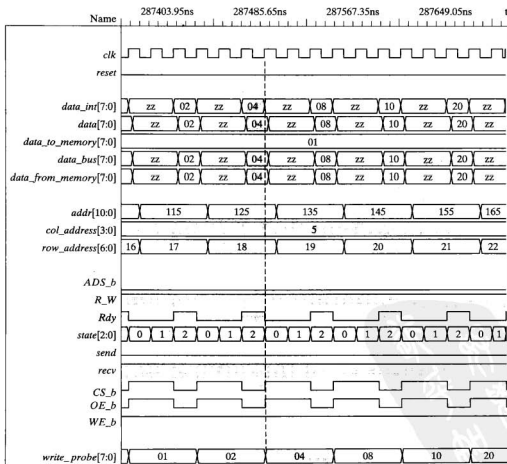 Name 287403.95ns 287485.65ns 287567.35ns 287649.05ns t
clk
reset
data_int[7:0] zz 02 zz 04 zz 08 zz 10 zz 20 zz
data[7:0] zz 02 zz 04 zz 08 zz 10 zz 20 zz
data_to_memory[7:0] 01
data_bus[7:0] zz 02 zz 04 zz 08 zz 10 zz 20 zz
data_from_memory[7:0] zz 02 zz 04 zz 08 zz 10 zz 20 zz
addr[10:0] 115 125 135 145 155 165
col_address[3:0] 5
row_address[6:0] 16 17 18 19 20 21 22
ADS_b
R_W
Rdy
state[2:0] 0 1 2 0 1 2 0 1 2 0 1 2 0 1 2 0 1
send
recv
CS_b
OE_b
WE_b
write_probe[7:0] 01 02 04 08 10 20